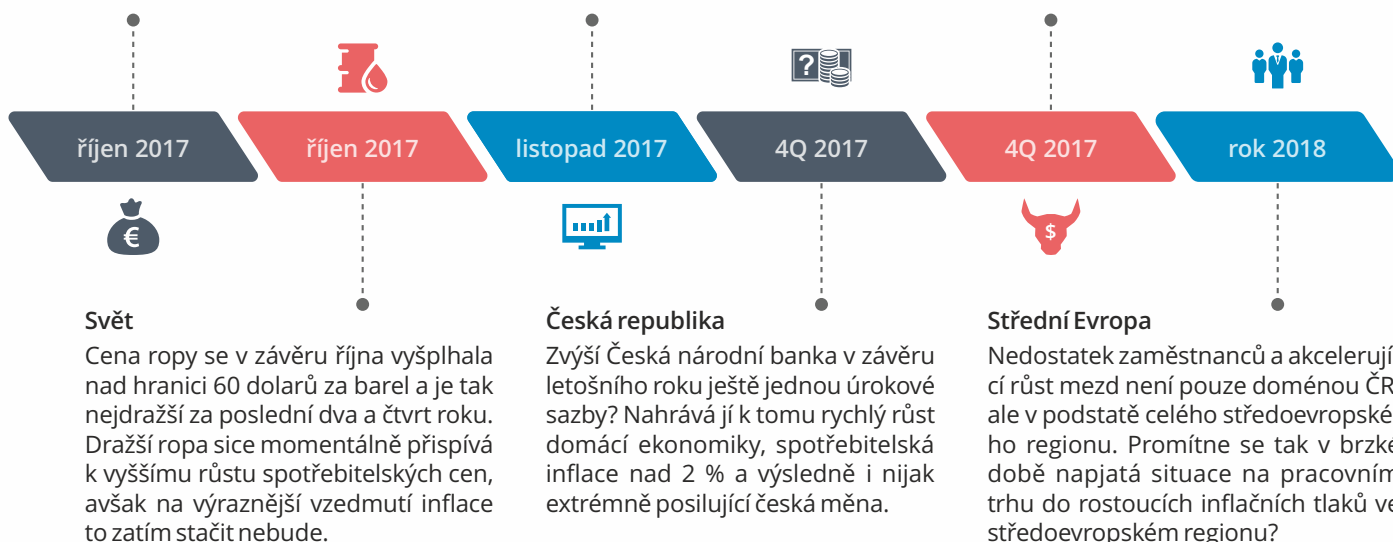 říjen 2017
říjen 2017
listopad 2017
4Q 2017
4Q 2017
rok 2018
?
€
$
Svět
Cena ropy se v závěru října vyšplhala
nad hranici 60 dolarů za barel a je tak
nejdražší za poslední dva a čtvrt roku.
Dražší ropa sice momentálně přispívá
k vyššímu růstu spotřebitelských cen,
avšak na výraznější vzedmutí inflace
to zatím stačit nebude.
Česká republika
Zvýší Česká národní banka v závěru
letošního roku ještě jednou úrokové
sazby? Nahrává jí k tomu rychlý růst
domácí ekonomiky, spotřebitelská
inflace nad 2 % a výsledně i nijak
extrémně posilující česká měna.
Střední Evropa
Nedostatek zaměstnanců a akcelerují
cí růst mezd není pouze doménou ČR
ale v podstatě celého středoevropské
ho regionu. Promítne se tak v brzké
době napjatá situace na pracovním
trhu do rostoucích inflačních tlaků ve
středoevropském regionu?